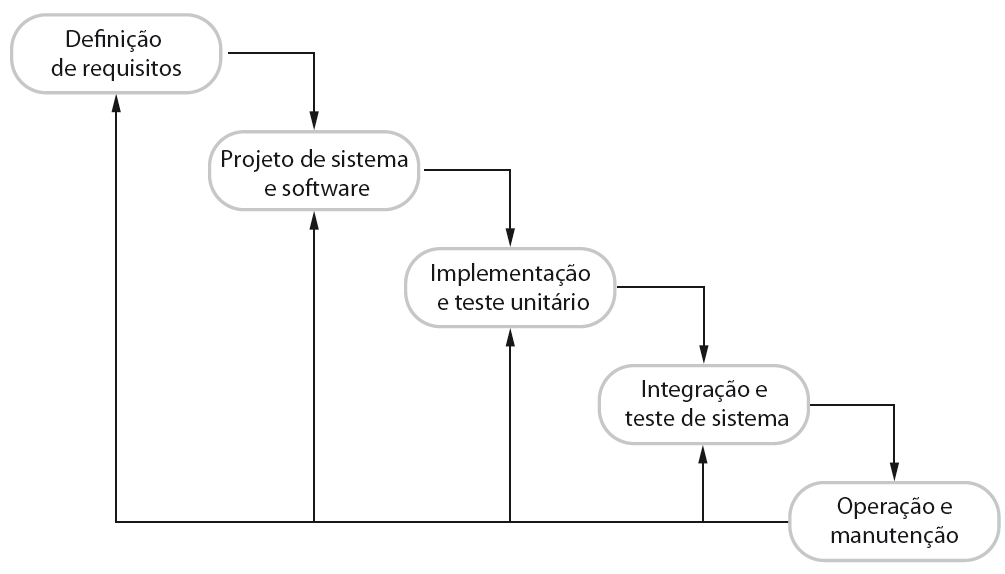 Definição
de requisitos
Projeto de sistema
e software
Implementação
e teste unitário
Integração e
teste de sistema
Operação e
manutenção